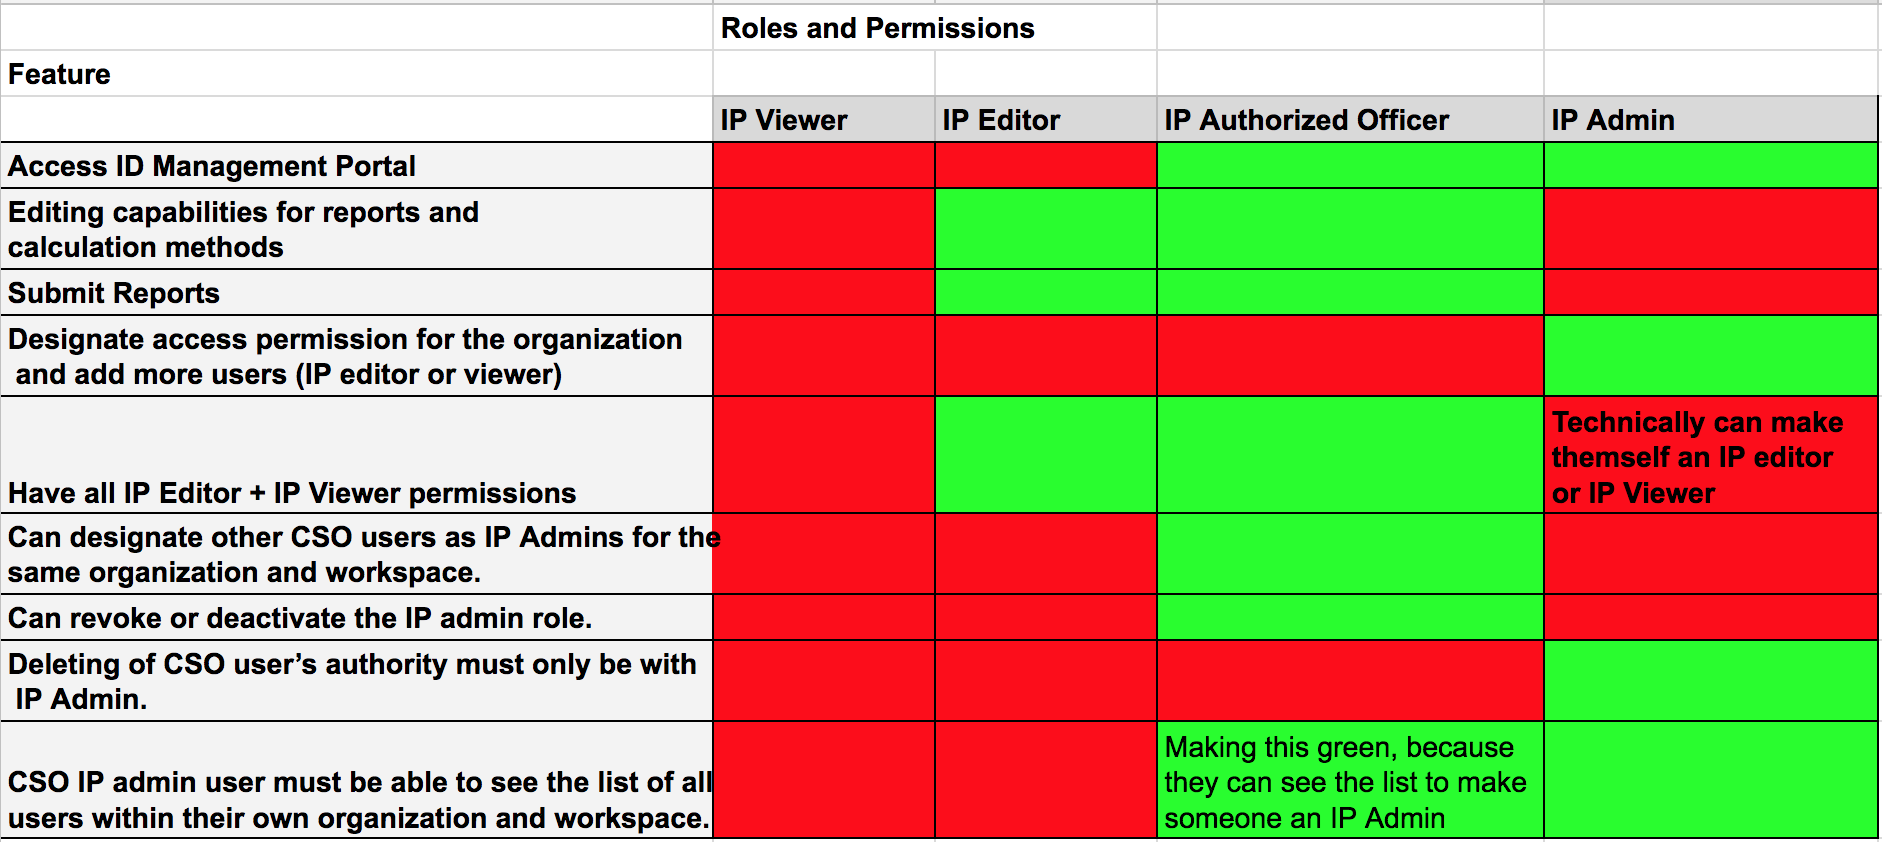 Roles and Permissions
Feature
IP Viewer IP Editor IP Authorized Officer IP Admin
Access ID Management Portal
Editing capabilities for reports and
calculation methods
Submit Reports
Designate access permission for the organization
and add more users (IP editor or viewer)
Have all IP Editor + IP Viewer permissions
Technically can make
themself an IP editor
or IP Viewer
Can designate other CSO users as IP Admins for the
same organization and workspace.
Can revoke or deactivate the IP admin role.
Deleting of CSO user’s authority must only be with
IP Admin.
CSO IP admin user must be able to see the list of all
users within their own organization and workspace.
Making this green, because
they can see the list to make
someone an IP Admin